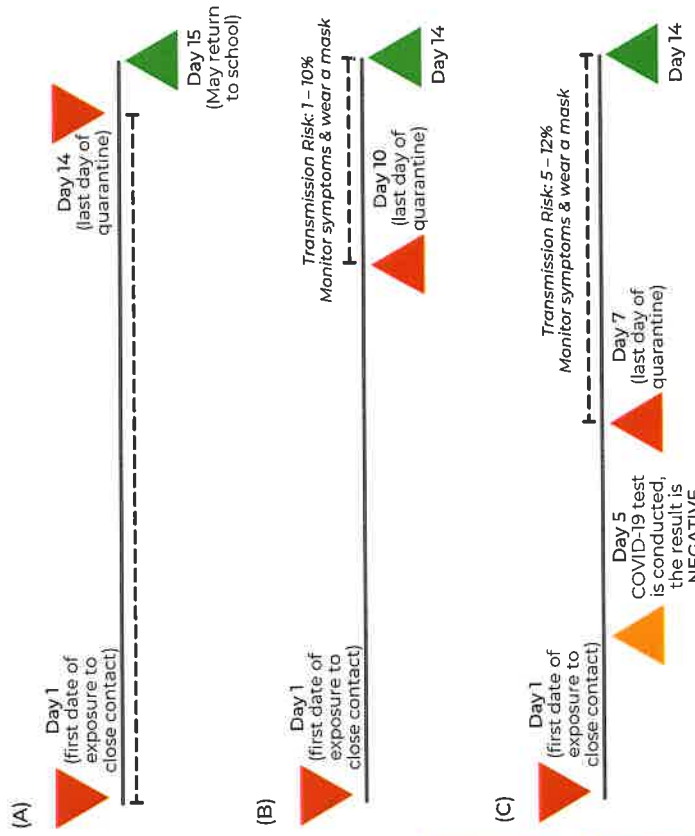 (A)
Day 1
(first date of
exposure to
close contact)
Day 14
(last day of
quarantine)
Day 15
(May return
to school)
(B)
Day 1
(first date of
exposure to
close contact)
Transmission Risk: 1 – 10%
Monitor symptoms & wear a mask
Day 10
(last day of
quarantine)
Day 14
(C)
Day 1
(first date of
exposure to
close contact)
Day 5
COVID-19 test
is conducted,
the result is
NEGATIVE
Transmission Risk: 5 – 12%
Monitor symptoms & wear a mask
Day 7
(last day of
quarantine)
Day 14